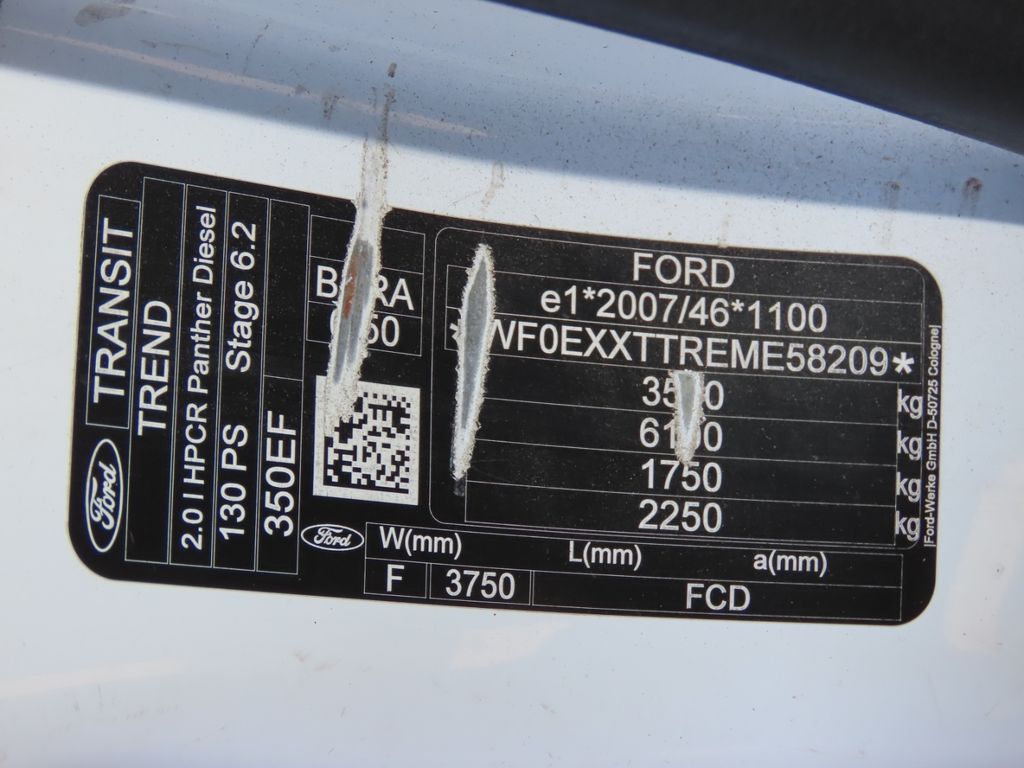 TRANSIT
TREND
2.0 l HPCR Panther Diesel
130 PS Stage 6.2
350EF
Ford
FORD
e1*2007/46*1100
WF0EXXTTREME58209*
kg
kg
1750 kg
2250 kg
Ford
W(mm) L(mm) a(mm)
F 3750 FCD
Ford-Werke GmbH D-50725 Cologne